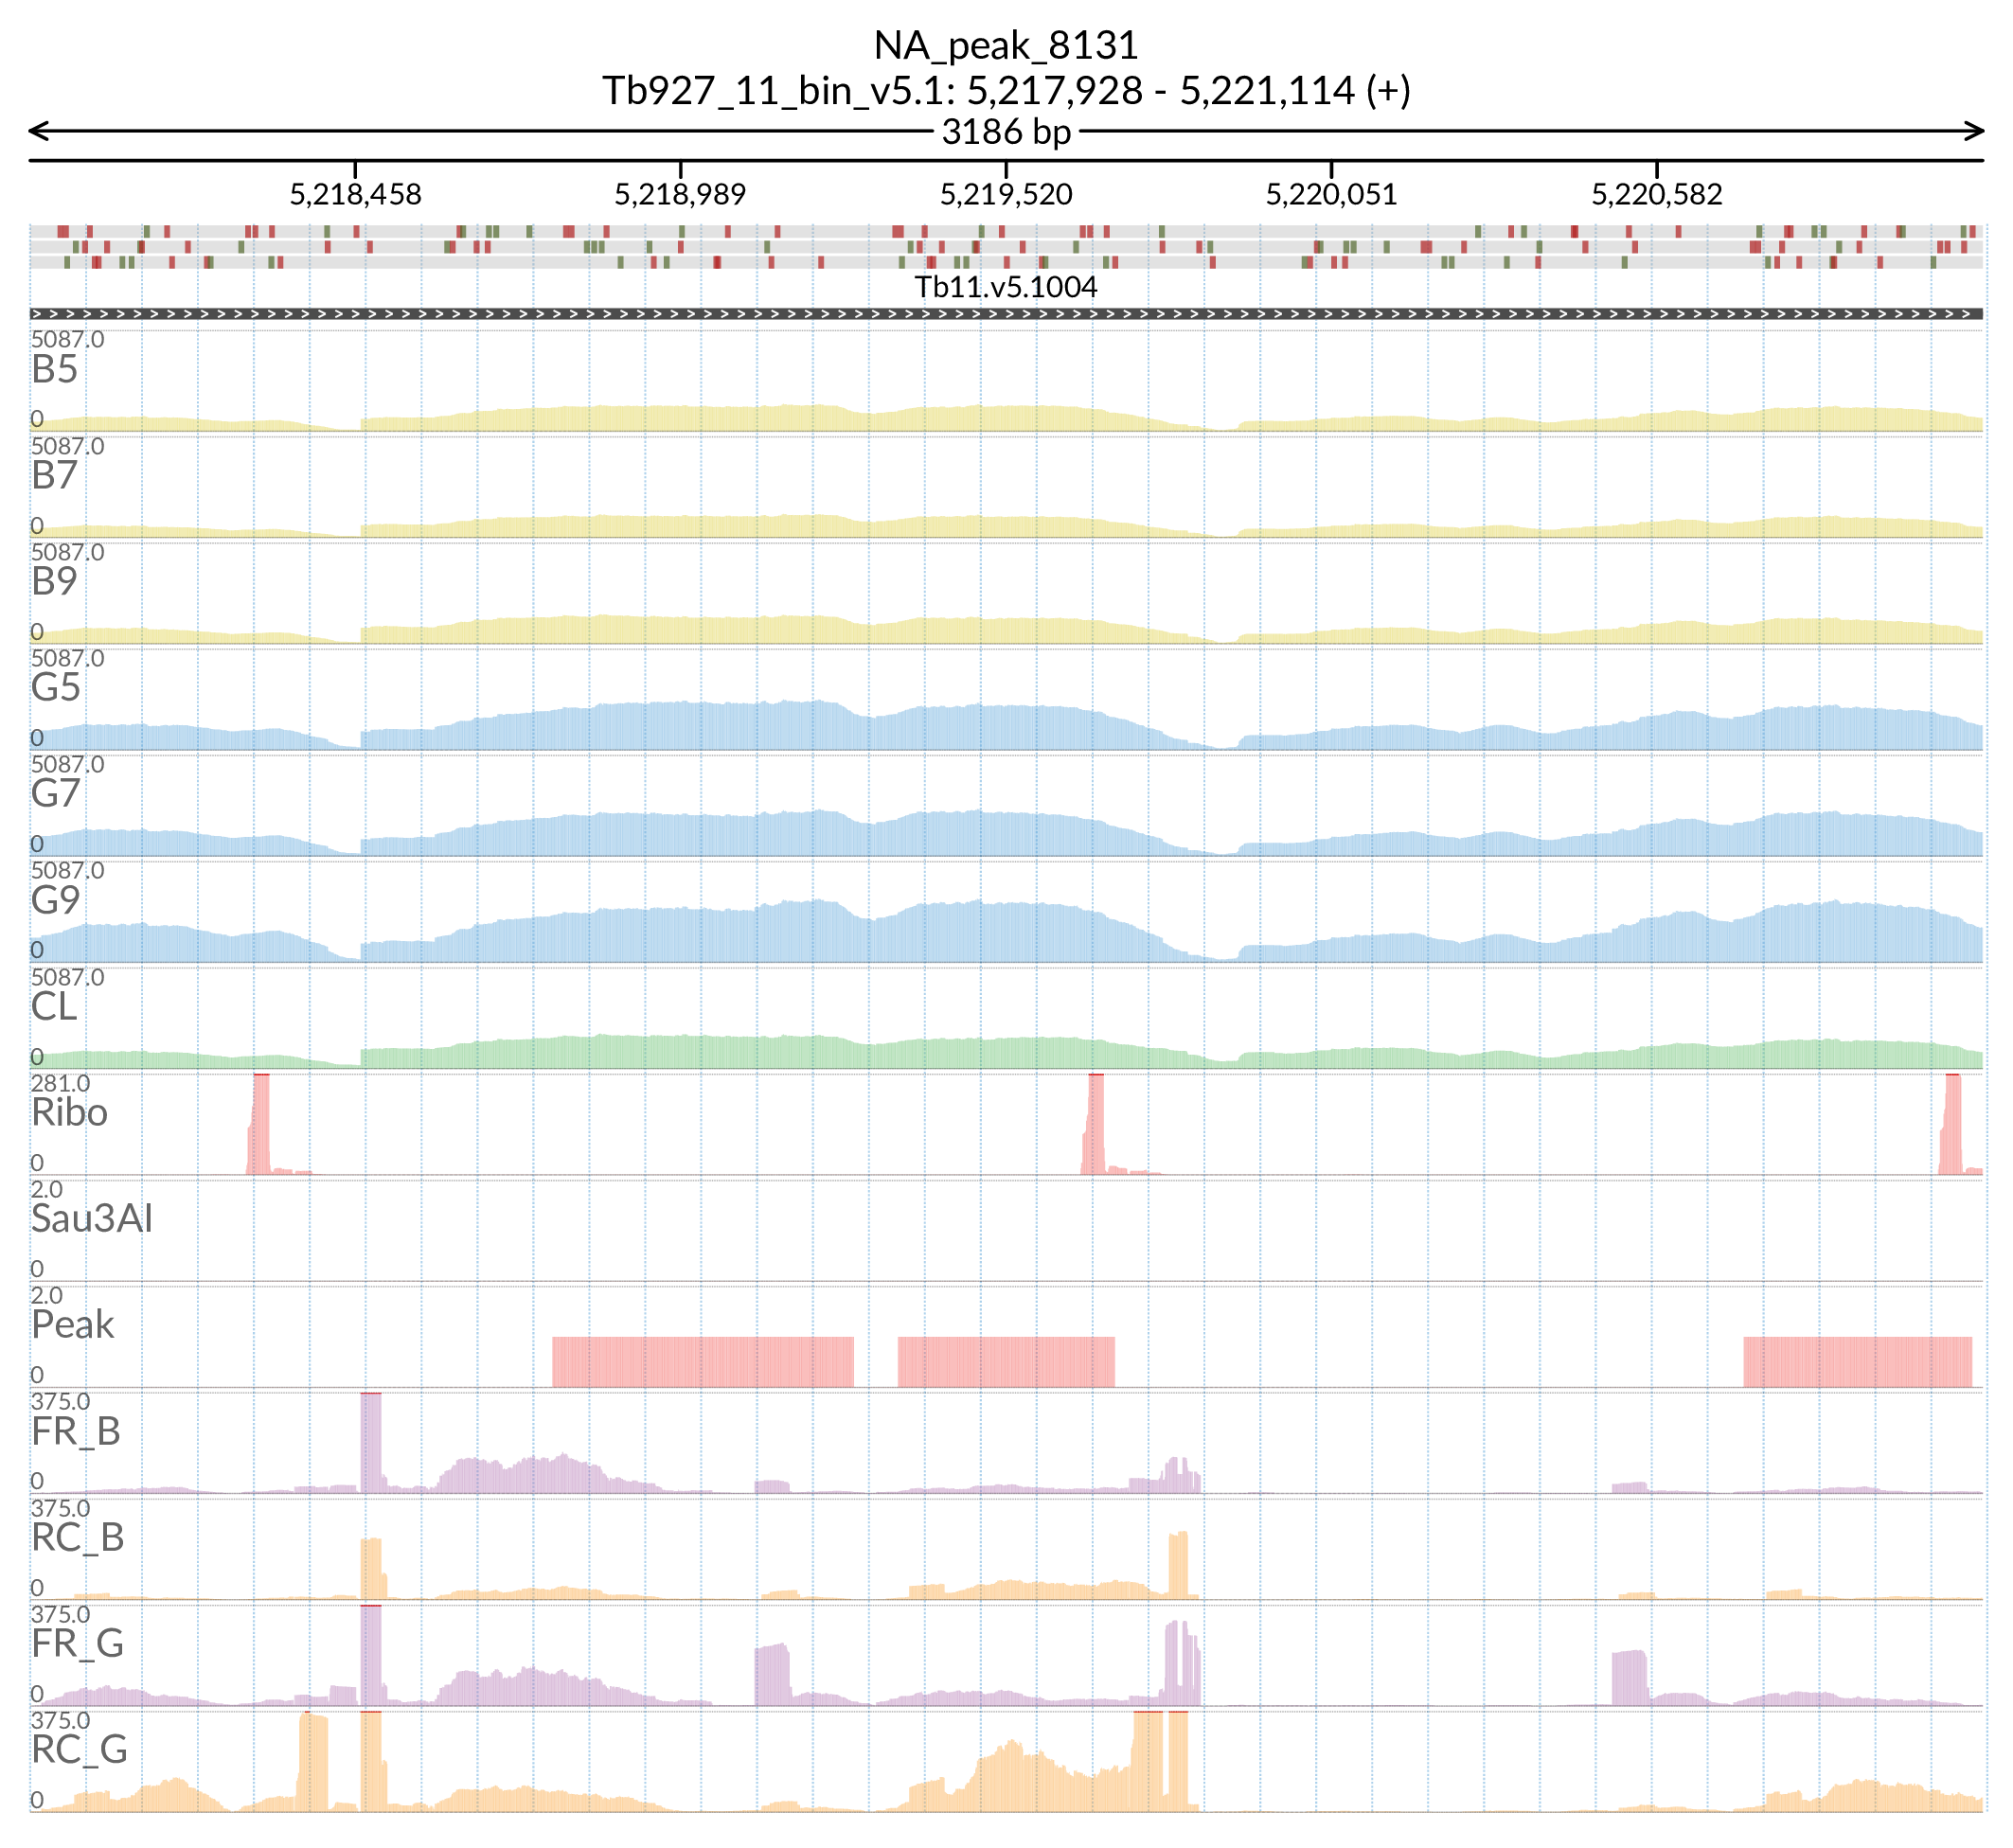 NA_peak_8131
Tb927_11_bin_v5.1: 5,217,928 - 5,221,114 (+)
3186 bp
5,218,458 5,218,989 5,219,520 5,220,051 5,220,582
Tb11.v5.1004
5087.0
B5
0
5087.0
B7
0
5087.0
B9
0
5087.0
G5
0
5087.0
G7
0
5087.0
G9
0
5087.0
CL
0
281.0
Ribo
0
2.0
Sau3AI
0
2.0
Peak
0
375.0
FR_B
0
375.0
RC_B
0
375.0
FR_G
0
375.0
RC_G
0